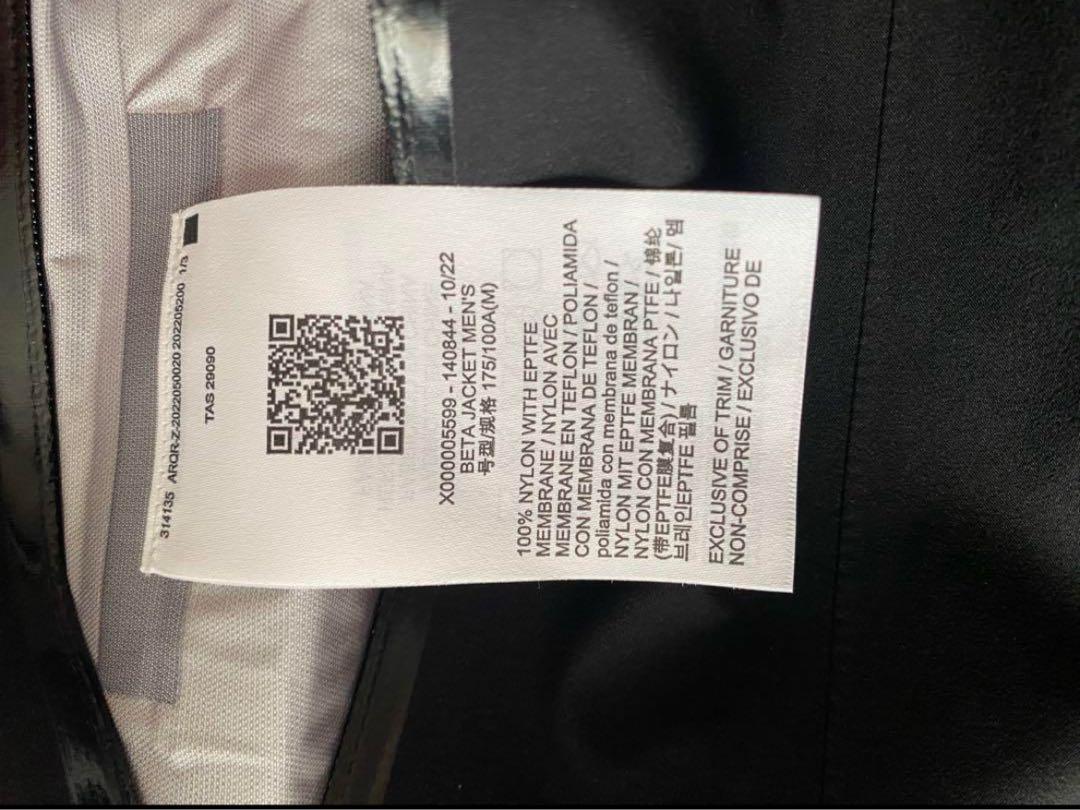 314135 ARQR-Z-2022050020 202205200 1/3
TAS 29090
X000005599 - 140844 - 10/22
BETA JACKET MEN'S
号型/规格 175/100A(M)
100% NYLON WITH EPTFE
MEMBRANE / NYLON AVEC
MEMBRANE EN TEFLON / POLIAMIDA
CON MEMBRANA DE TEFLON /
poliamida con membrana de teflon /
NYLON MIT EPTFE MEMBRAN /
NYLON CON MEMBRANA PTFE / 锦纶
(带EPTFE膜复合) / ナイロン / 나일론/ 멤
브레인EPTFE 필름
EXCLUSIVE OF TRIM / GARNITURE
NON-COMPRISE / EXCLUSIVO DE